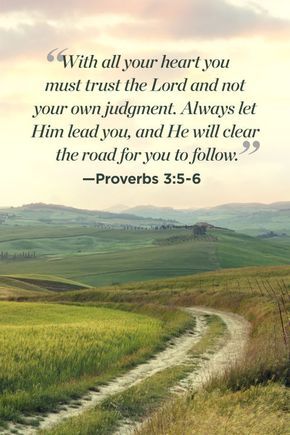 “With all your heart you
must trust the Lord and not
your own judgment. Always let
Him lead you, and He will clear
the road for you to follow.”
—Proverbs 3:5-6